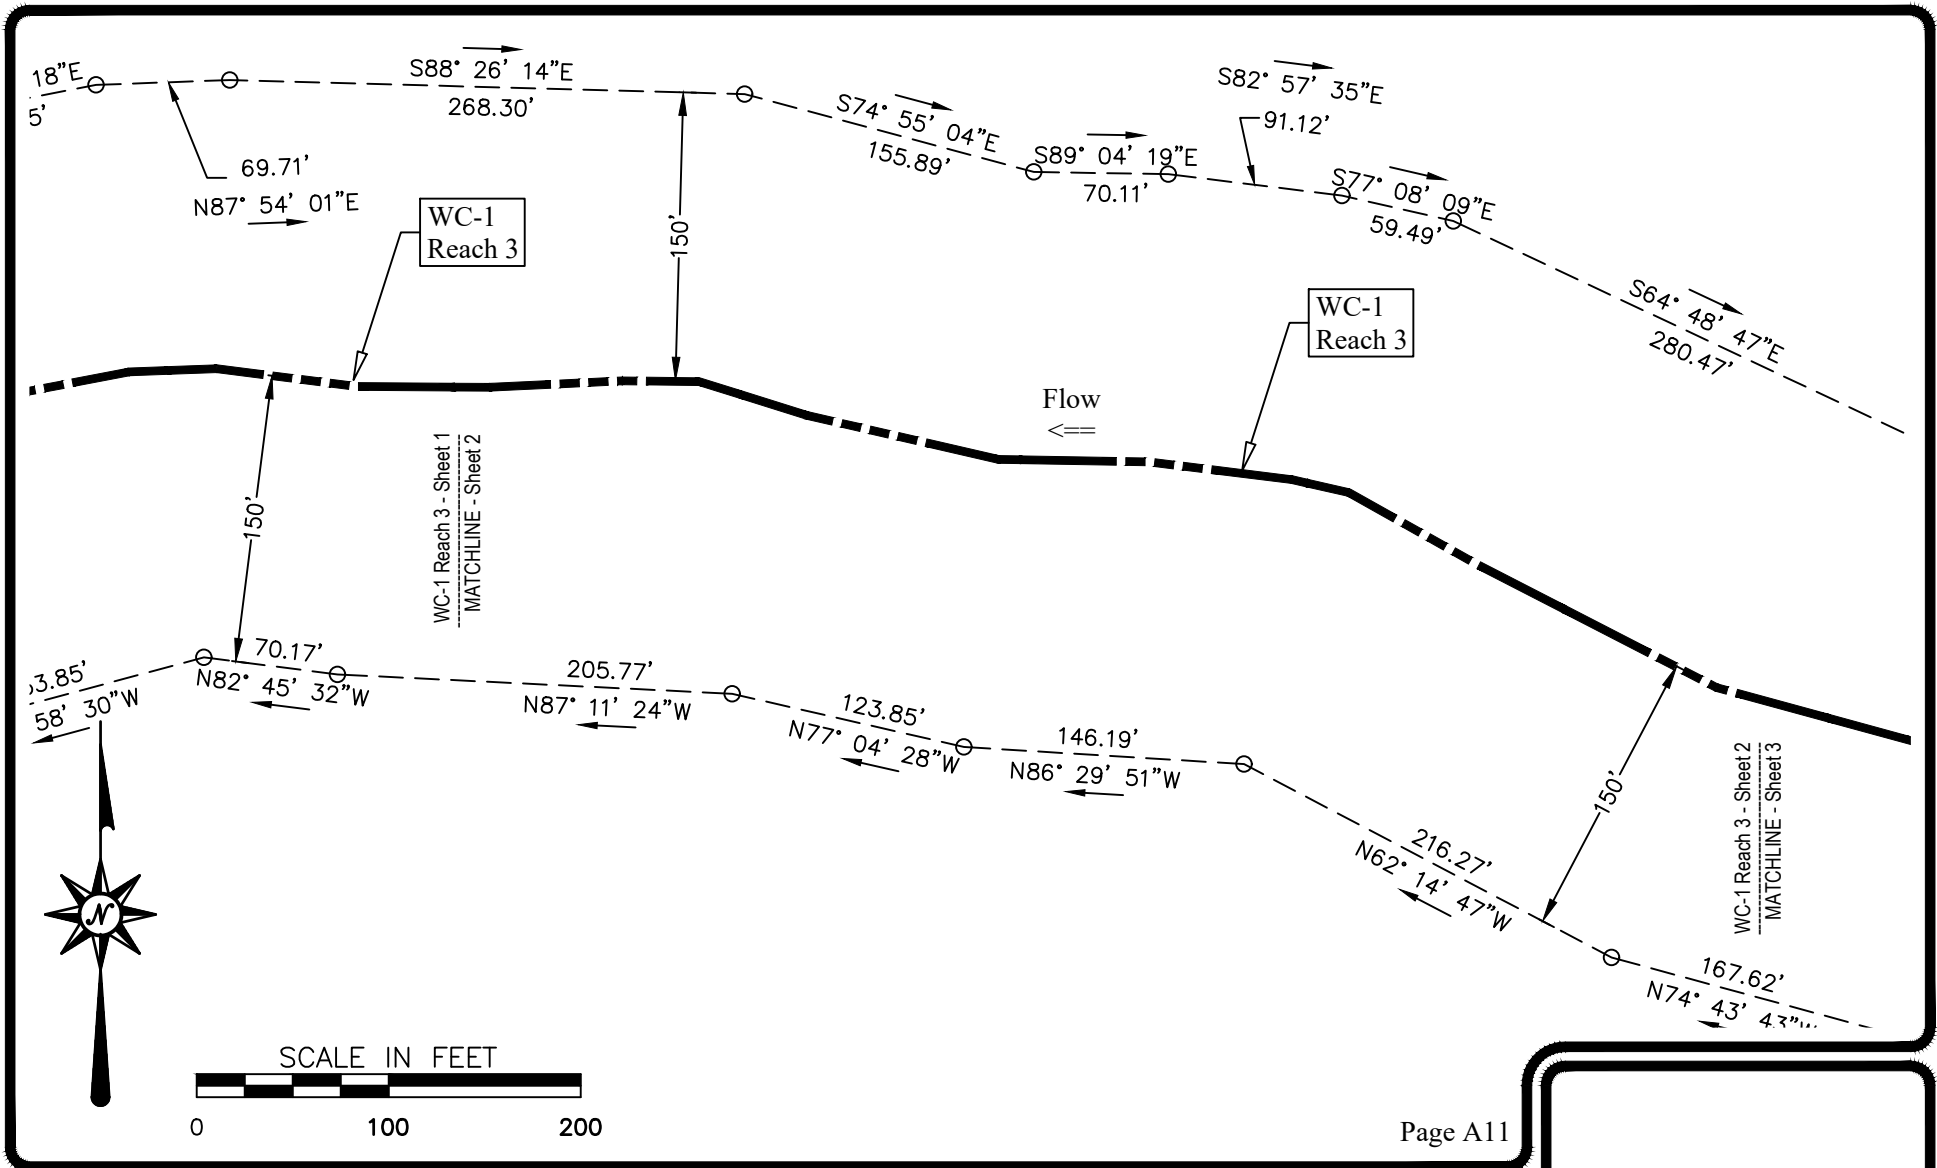 18”E
5’
S88° 26’ 14”E
268.30’
69.71’
N87° 54’ 01”E
S74° 55’ 04”E
155.89’
S89° 04’ 19”E
70.11’
S82° 57’ 35”E
91.12’
S77° 08’ 09”E
59.49’
S64° 48’ 47”E
280.47’
WC-1
Reach 3
150’
WC-1
Reach 3
Flow
<==
150’
WC-1 Reach 3 - Sheet 1
MATCHLINE - Sheet 2
3.85’
58’ 30”W
70.17’
N82° 45’ 32”W
205.77’
N87° 11’ 24”W
123.85’
N77° 04’ 28”W
146.19’
N86° 29’ 51”W
216.27’
N62° 14’ 47”W
150’
WC-1 Reach 3 - Sheet 2
MATCHLINE - Sheet 3
167.62’
N74° 43’ 43”W
N
SCALE IN FEET
0 100 200
Page A11